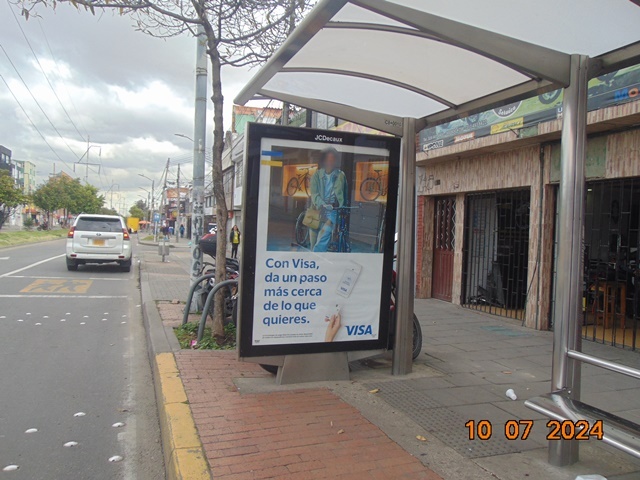 JCDecaux
Con Visa,
da un paso
más cerca
de lo que
quieres.
VISA
10 07 2024